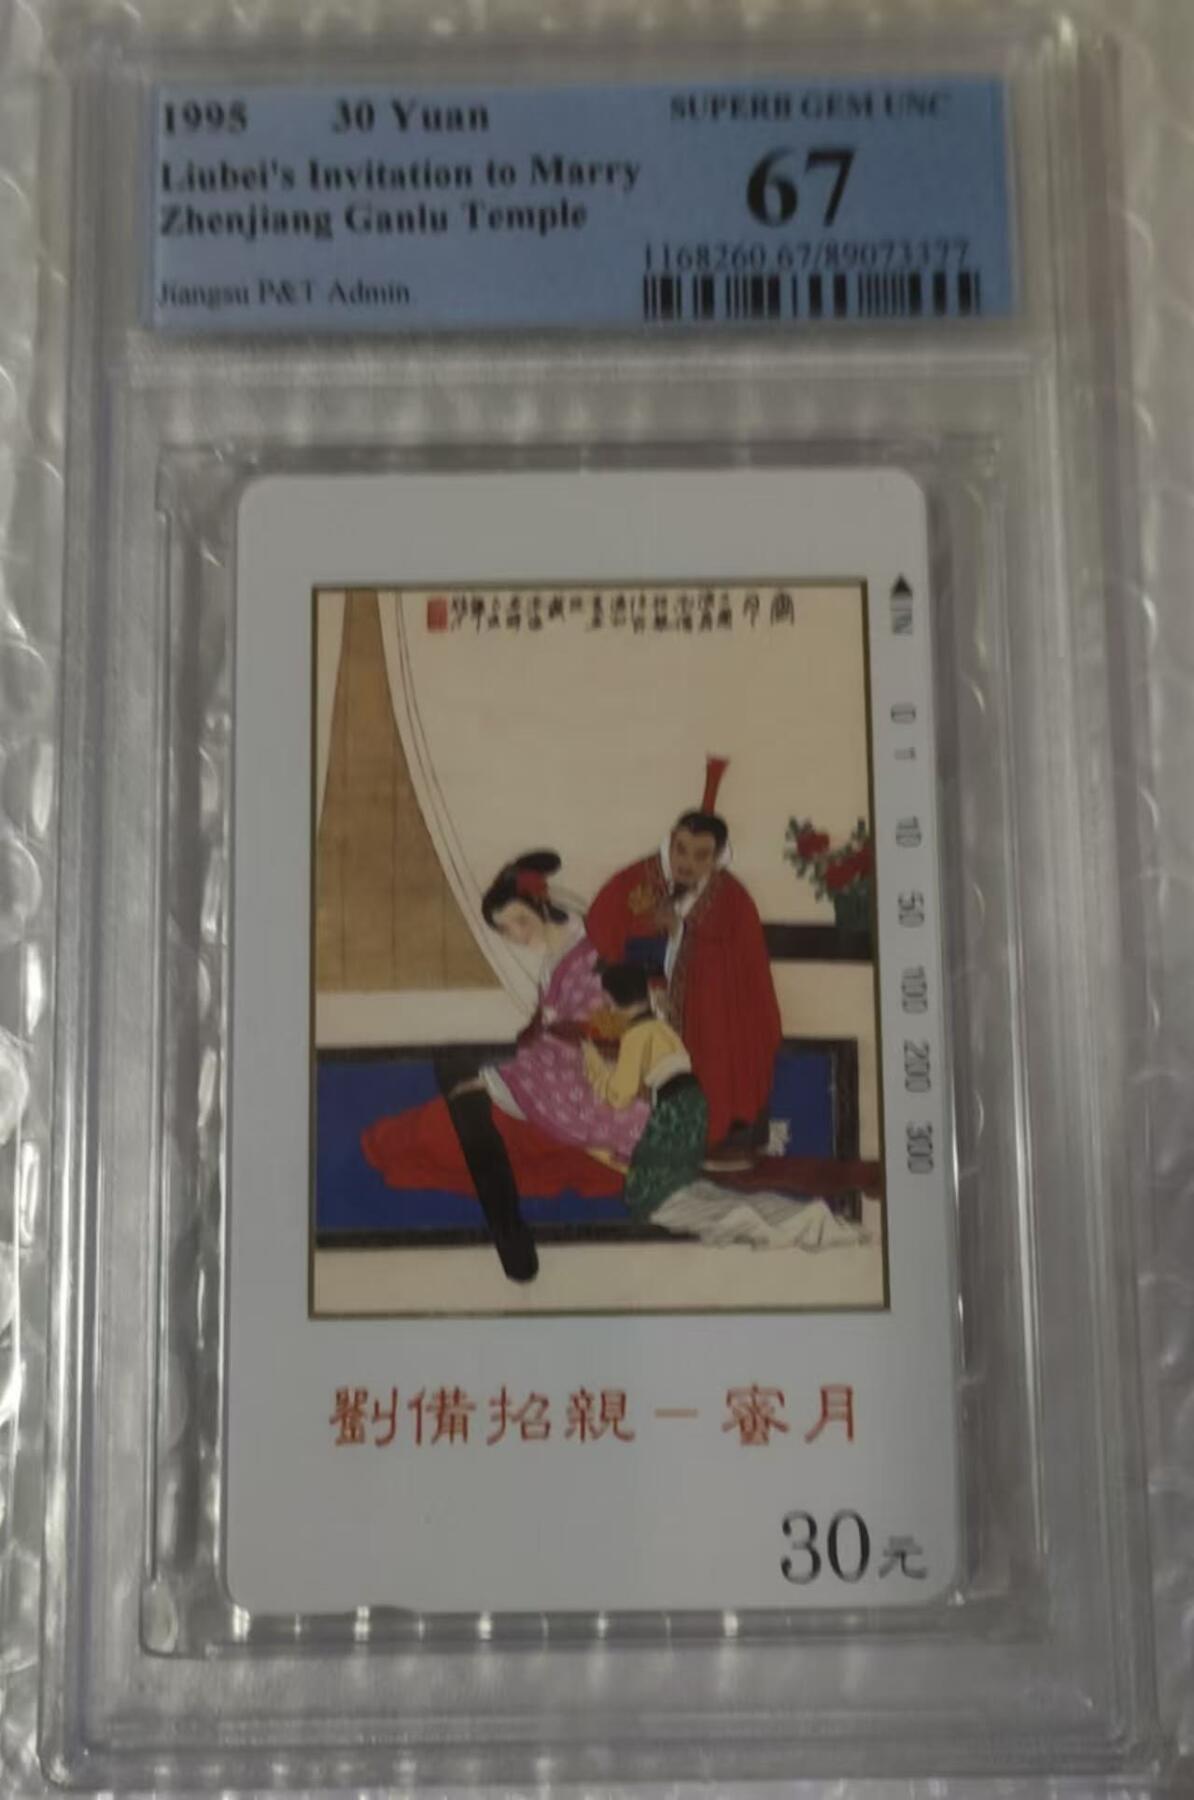 1995 30 Yuan
SUPERB GEM UNC
Liubei's Invitation to Marry
67
Zhenjiang Ganlu Temple
1168260.67/89073377
Jiangsu P&T Admin
IN
0
1
10
50
100
200
300
劉備招親－蜜月
30元